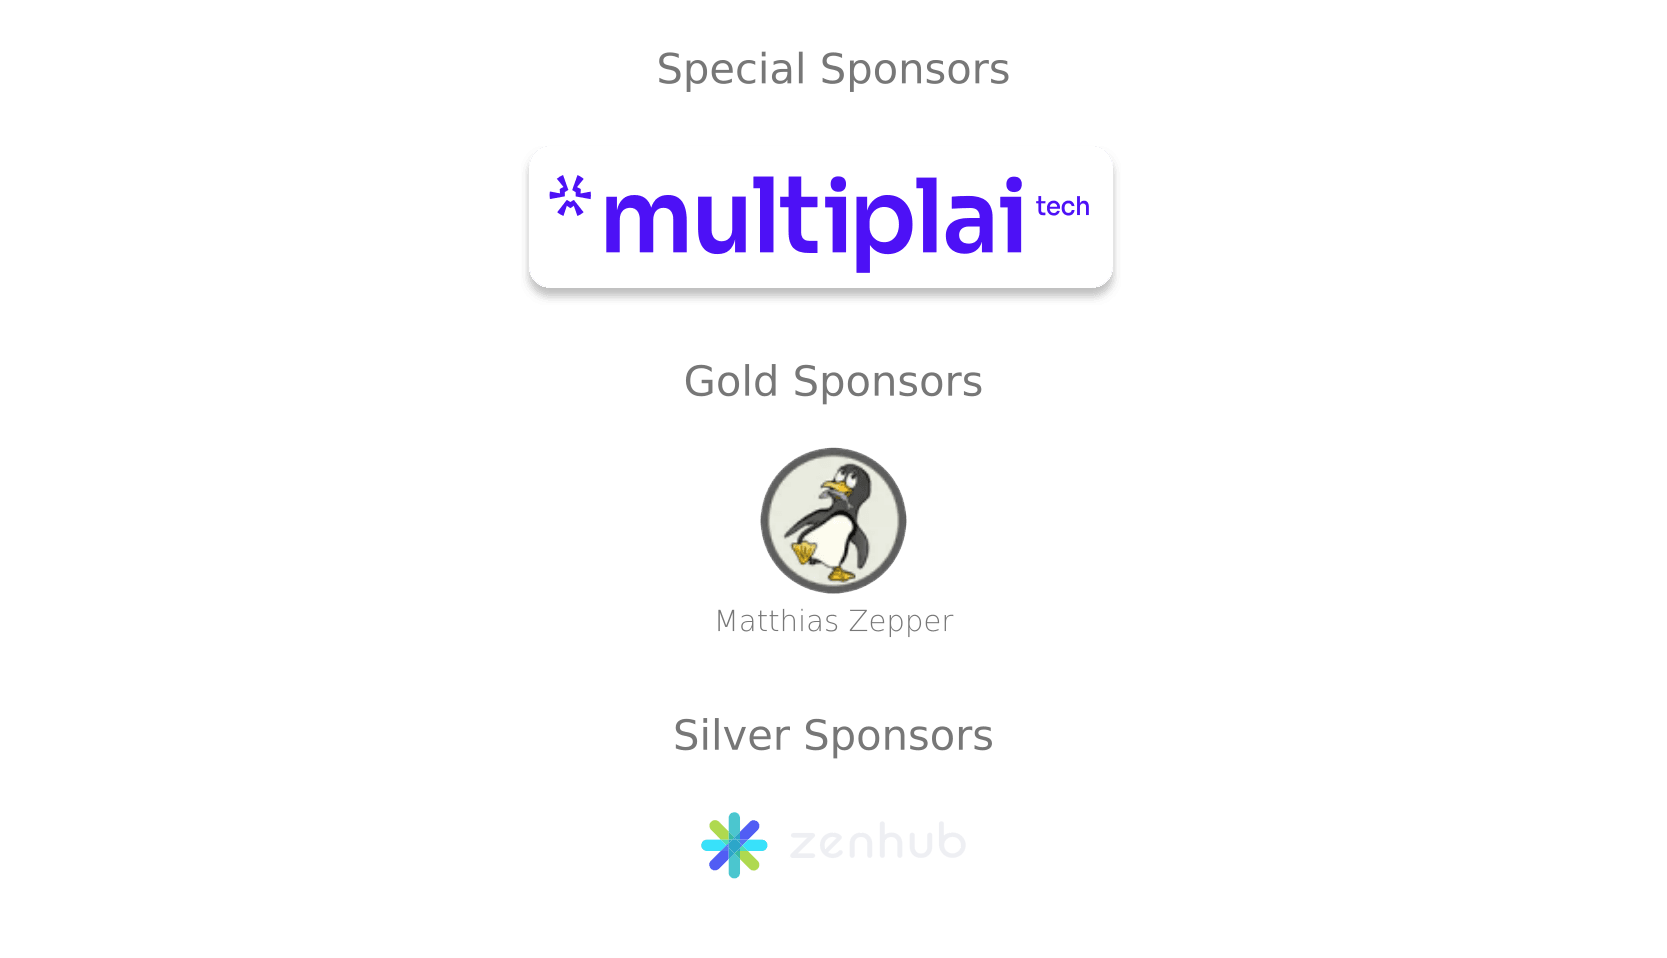 Special Sponsors
multiplai tech
Gold Sponsors
Matthias Zepper
Silver Sponsors
zenhub